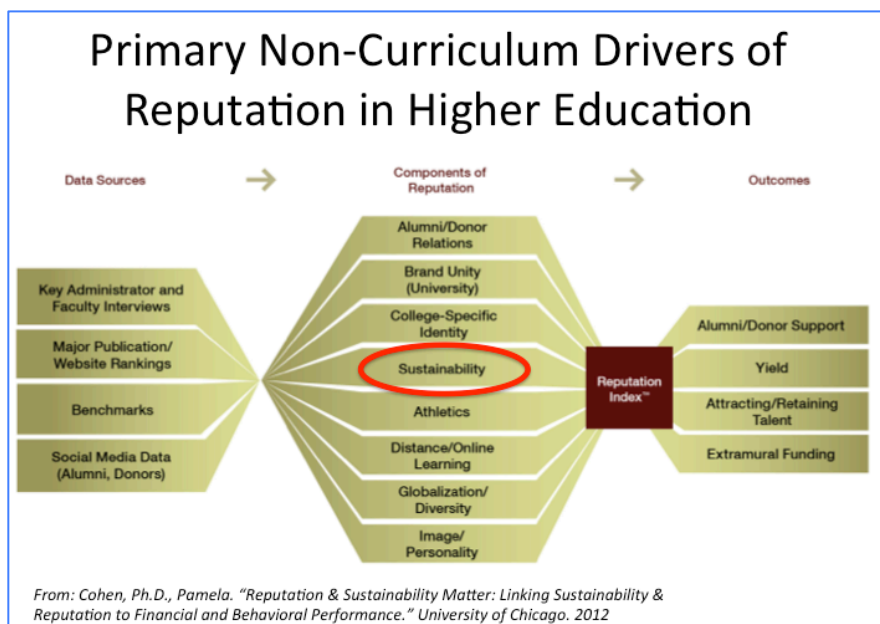 Primary Non-Curriculum Drivers of
Reputation in Higher Education
Data Sources
Components of
Reputation
Outcomes
Key Administrator and
Faculty Interviews
Major Publication/
Website Rankings
Benchmarks
Social Media Data
(Alumni, Donors)
Alumni/Donor
Relations
Brand Unity
(University)
College-Specific
Identity
Sustainability
Athletics
Distance/Online
Learning
Globalization/
Diversity
Image/
Personality
Reputation
Index™
Alumni/Donor Support
Yield
Attracting/Retaining
Talent
Extramural Funding
From: Cohen, Ph.D., Pamela. “Reputation & Sustainability Matter: Linking Sustainability &
Reputation to Financial and Behavioral Performance.” University of Chicago. 2012